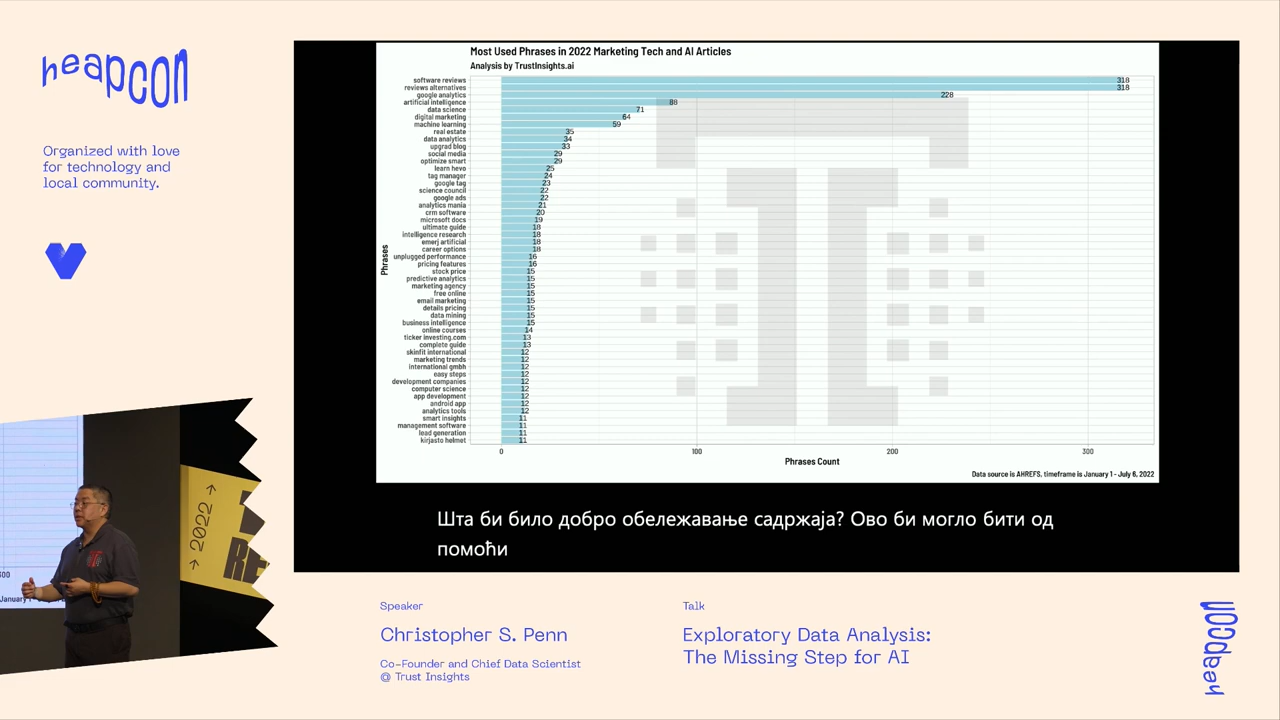 heapcon
Organized with love
for technology and
local community.
Most Used Phrases in 2022 Marketing Tech and AI Articles
Analysis by TrustInsights.ai
Phrases
software reviews 318
reviews alternatives 318
google analytics 228
artificial intelligence 88
data science 71
digital marketing 64
machine learning 59
real estate 35
data analytics 34
upgrad blog 33
social media 29
optimize smart 29
learn hevo 25
tag manager 24
google tag 23
science council 22
google ads 22
analytics mania 21
crm software 20
microsoft docs 19
ultimate guide 18
intelligence research 18
emerj artificial 18
career options 18
unplugged performance 16
pricing features 16
stock price 15
predictive analytics 15
marketing agency 15
free online 15
email marketing 15
details pricing 15
data mining 15
business intelligence 15
online courses 14
ticker investing.com 13
complete guide 13
skinfit international 12
marketing trends 12
international gmbh 12
easy steps 12
development companies 12
computer science 12
app development 12
android app 12
analytics tools 12
smart insights 11
management software 11
lead generation 11
kirjasto helmet 11
0 100 200 300
Phrases Count
Data source is AHREFS, timeframe is January 1 - July 6, 2022
Шта би било добро обележавање садржаја? Ово би могло бити од
помоћи
2022
RE
300
January 1 -
Speaker
Christopher S. Penn
Co-Founder and Chief Data Scientist
@ Trust Insights
Talk
Exploratory Data Analysis:
The Missing Step for AI
heapcon